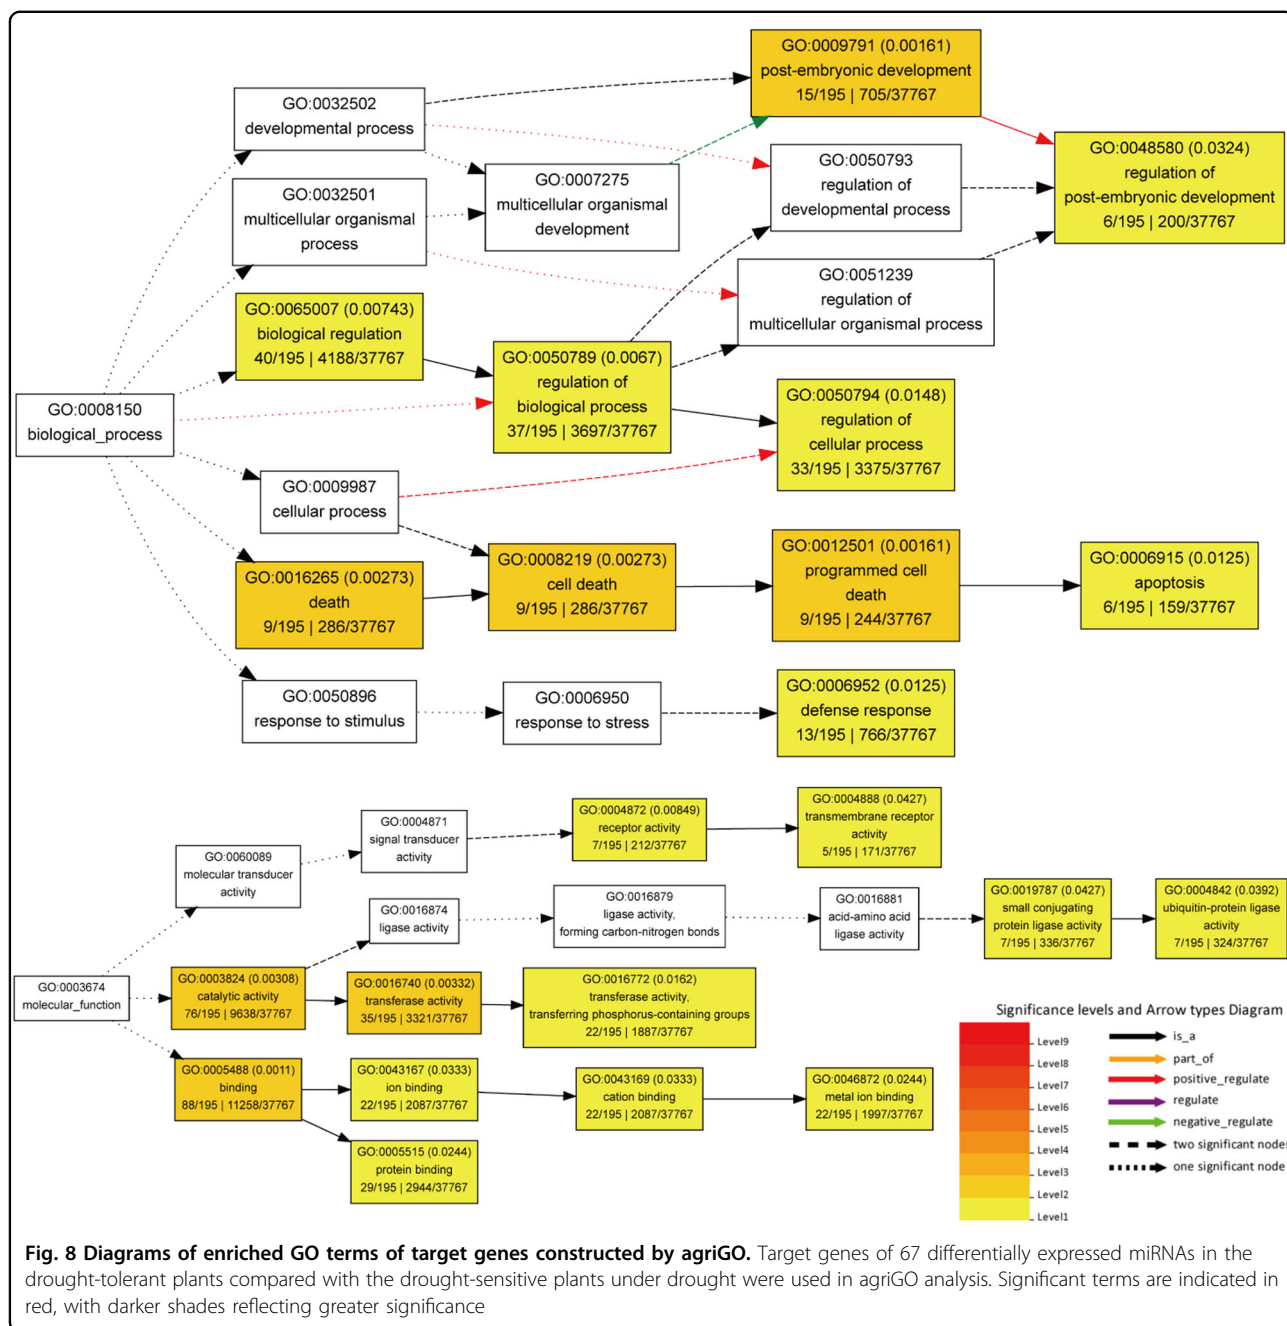 GO:0009791 (0.00161)
post-embryonic development
15/195 | 705/37767
GO:0032502
developmental process
GO:0048580 (0.0324)
regulation of
post-embryonic development
6/195 | 200/37767
GO:0050793
regulation of
developmental process
GO:0007275
multicellular organismal
development
GO:0032501
multicellular organismal
process
GO:0051239
regulation of
multicellular organismal process
GO:0065007 (0.00743)
biological regulation
40/195 | 4188/37767
GO:0050789 (0.0067)
regulation of
biological process
37/195 | 3697/37767
GO:0050794 (0.0148)
regulation of
cellular process
33/195 | 3375/37767
GO:0008150
biological_process
GO:0009987
cellular process
GO:0016265 (0.00273)
death
9/195 | 286/37767
GO:0008219 (0.00273)
cell death
9/195 | 286/37767
GO:0012501 (0.00161)
programmed cell
death
9/195 | 244/37767
GO:0006915 (0.0125)
apoptosis
6/195 | 159/37767
GO:0050896
response to stimulus
GO:0006950
response to stress
GO:0006952 (0.0125)
defense response
13/195 | 766/37767
GO:0004871
signal transducer
activity
GO:0004872 (0.00849)
receptor activity
7/195 | 212/37767
GO:0004888 (0.0427)
transmembrane receptor
activity
5/195 | 171/37767
GO:0060089
molecular transducer
activity
GO:0016874
ligase activity
GO:0016879
ligase activity,
forming carbon-nitrogen bonds
GO:0016881
acid-amino acid
ligase activity
GO:0019787 (0.0427)
small conjugating
protein ligase activity
7/195 | 336/37767
GO:0004842 (0.0392)
ubiquitin-protein ligase
activity
7/195 | 324/37767
GO:0003674
molecular_function
GO:0003824 (0.00308)
catalytic activity
76/195 | 9638/37767
GO:0016740 (0.00332)
transferase activity
35/195 | 3321/37767
GO:0016772 (0.0162)
transferase activity,
transferring phosphorus-containing groups
22/195 | 1887/37767
GO:0005488 (0.0011)
binding
88/195 | 11258/37767
GO:0043167 (0.0333)
ion binding
22/195 | 2087/37767
GO:0043169 (0.0333)
cation binding
22/195 | 2087/37767
GO:0046872 (0.0244)
metal ion binding
22/195 | 1997/37767
GO:0005515 (0.0244)
protein binding
29/195 | 2944/37767
Significance levels and Arrow types Diagram
Level9
Level8
Level7
Level6
Level5
Level4
Level3
Level2
Level1
is_a
part_of
positive_regulate
regulate
negative_regulate
two significant nodes
one significant node
Fig. 8 Diagrams of enriched GO terms of target genes constructed by agriGO. Target genes of 67 differentially expressed miRNAs in the
drought-tolerant plants compared with the drought-sensitive plants under drought were used in agriGO analysis. Significant terms are indicated in
red, with darker shades reflecting greater significance